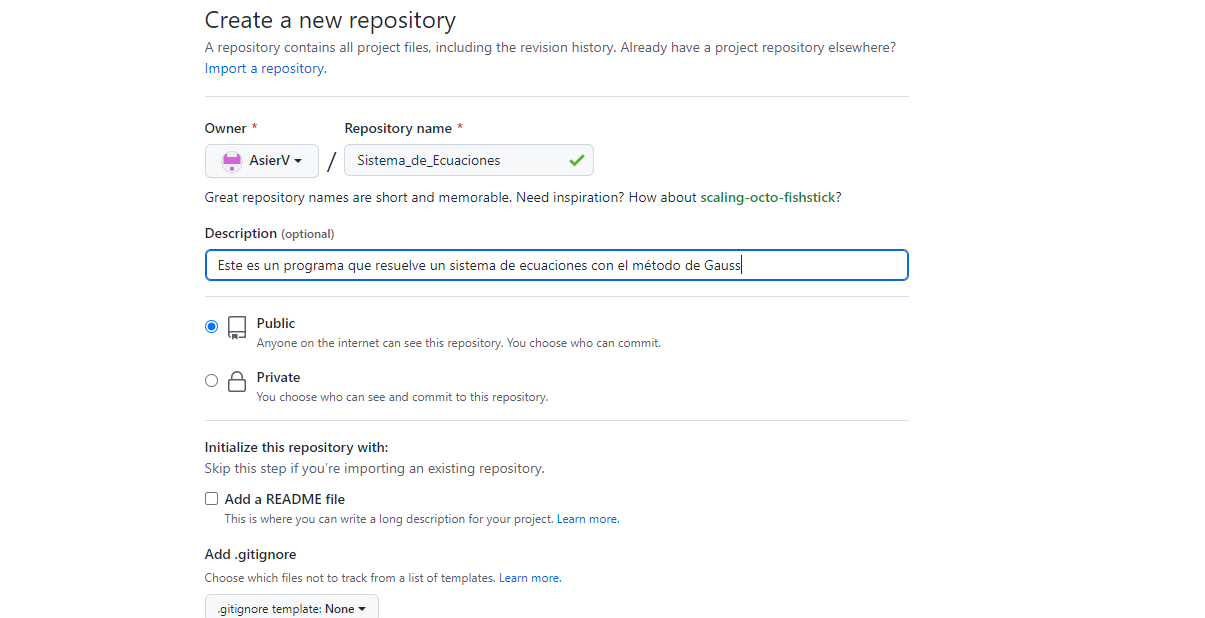 Create a new repository
A repository contains all project files, including the revision history. Already have a project repository elsewhere?
Import a repository.
Owner * Repository name *
AsierV / Sistema_de_Ecuaciones
Great repository names are short and memorable. Need inspiration? How about scaling-octo-fishstick?
Description (optional)
Este es un programa que resuelve un sistema de ecuaciones con el método de Gauss
Public
Anyone on the internet can see this repository. You choose who can commit.
Private
You choose who can see and commit to this repository.
Initialize this repository with:
Skip this step if you're importing an existing repository.
Add a README file
This is where you can write a long description for your project. Learn more.
Add .gitignore
Choose which files not to track from a list of templates. Learn more.
.gitignore template: None